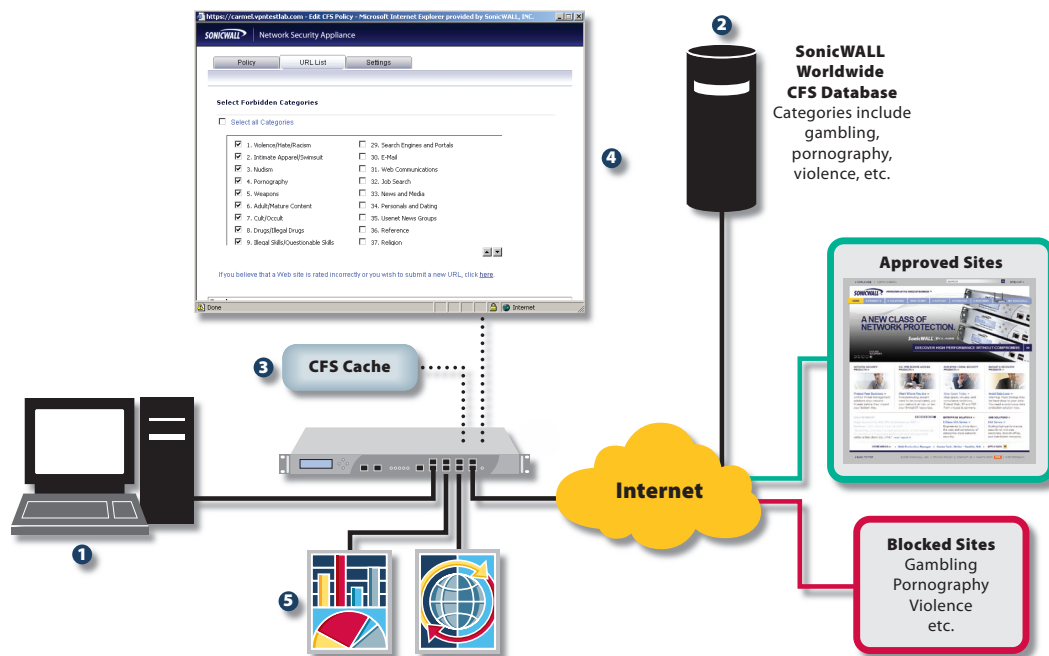 https://carmel.vpntestlab.com - Edit CFS Policy - Microsoft Internet Explorer provided by SonicWALL, INC.
SONICWALL Network Security Appliance
Policy
URL List
Settings
Select Forbidden Categories
Select all Categories
1. Violence/Hate/Racism
2. Intimate Apparel/Swimsuit
3. Nudism
4. Pornography
5. Weapons
6. Adult/Mature Content
7. Cult/Occult
8. Drugs/Illegal Drugs
9. Illegal Skills/Questionable Skills
29. Search Engines and Portals
30. E-Mail
31. Web Communications
32. Job Search
33. News and Media
34. Personals and Dating
35. Usenet News Groups
36. Reference
37. Religion
If you believe that a Web site is rated incorrectly or you wish to submit a new URL, click here.
Done
Internet
4
2
SonicWALL
Worldwide
CFS Database
Categories include
gambling,
pornography,
violence, etc.
3
CFS Cache
1
5
Internet
Approved Sites
SONICWALL
A NEW CLASS OF
NETWORK PROTECTION.
SonicWALL
DISCOVER HIGH PERFORMANCE WITHOUT COMPROMISE
Blocked Sites
Gambling
Pornography
Violence
etc.